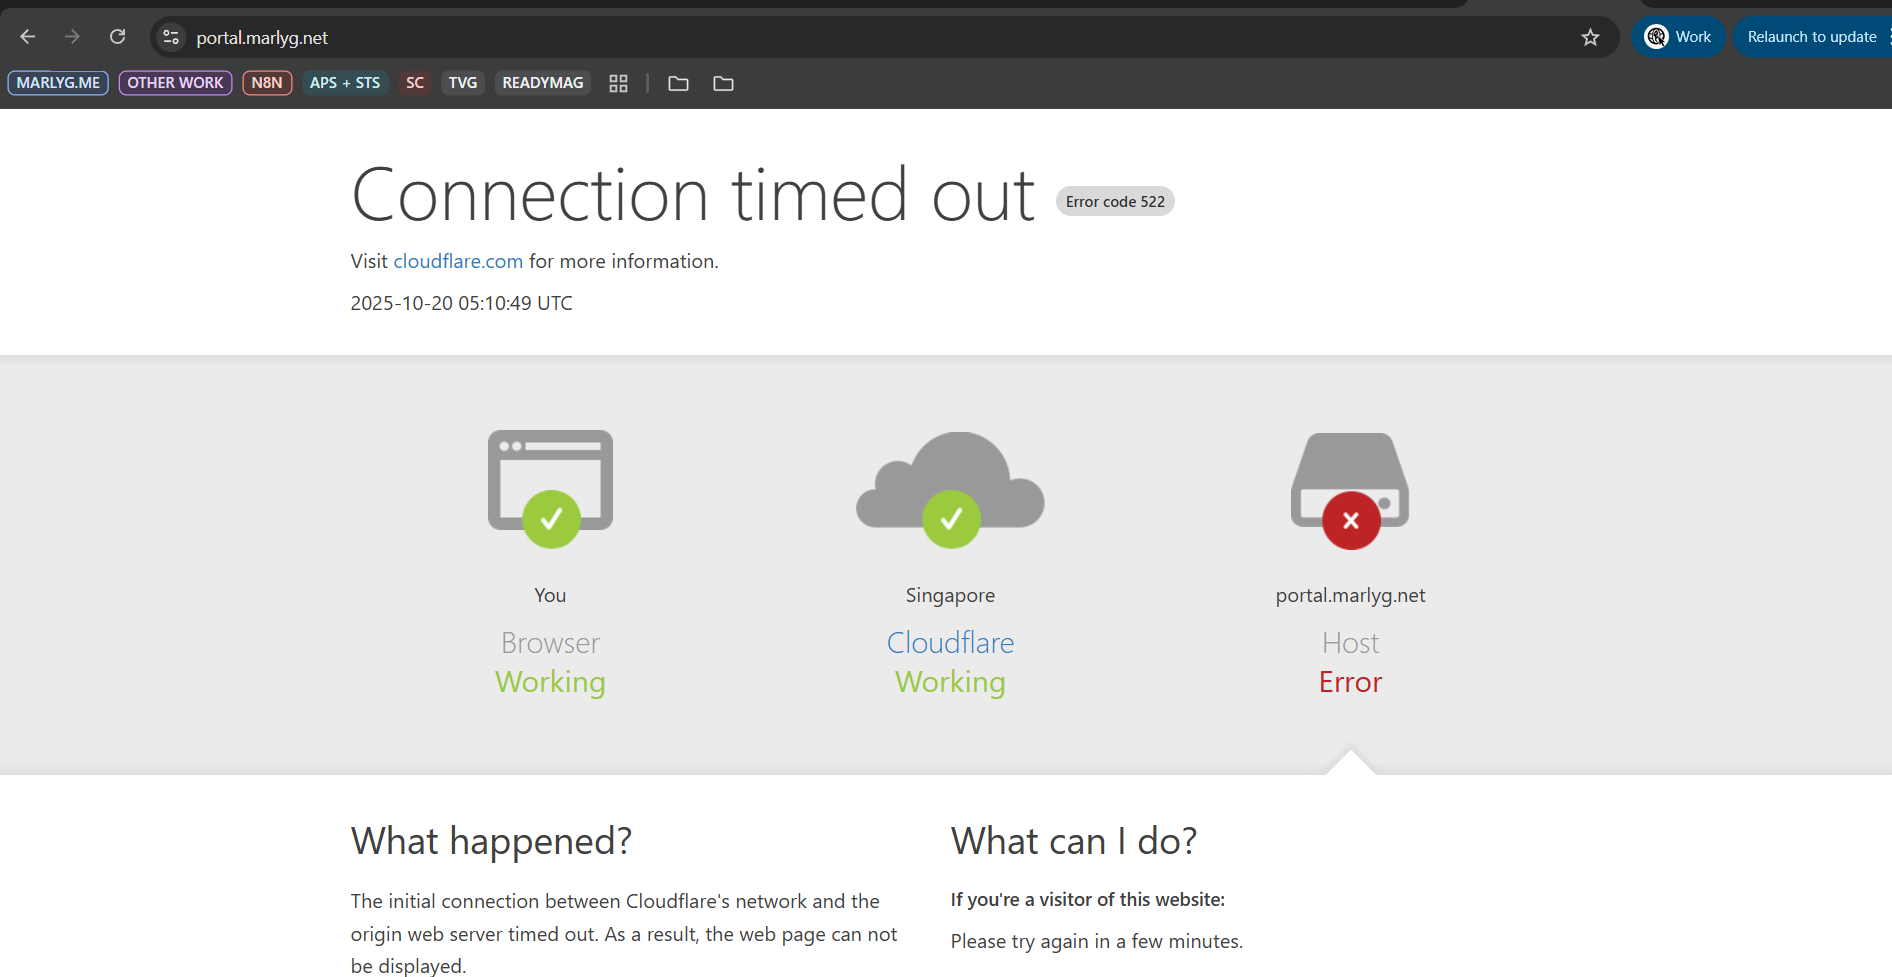 portal.marlyg.net
Work
Relaunch to update
MARLYG.ME OTHER WORK N8N APS + STS SC TVG READYMAG
Connection timed out Error code 522
Visit cloudflare.com for more information.
2025-10-20 05:10:49 UTC
You
Browser
Working
Singapore
Cloudflare
Working
portal.marlyg.net
Host
Error
What happened?
The initial connection between Cloudflare's network and the
origin web server timed out. As a result, the web page can not
be displayed.
What can I do?
If you're a visitor of this website:
Please try again in a few minutes.